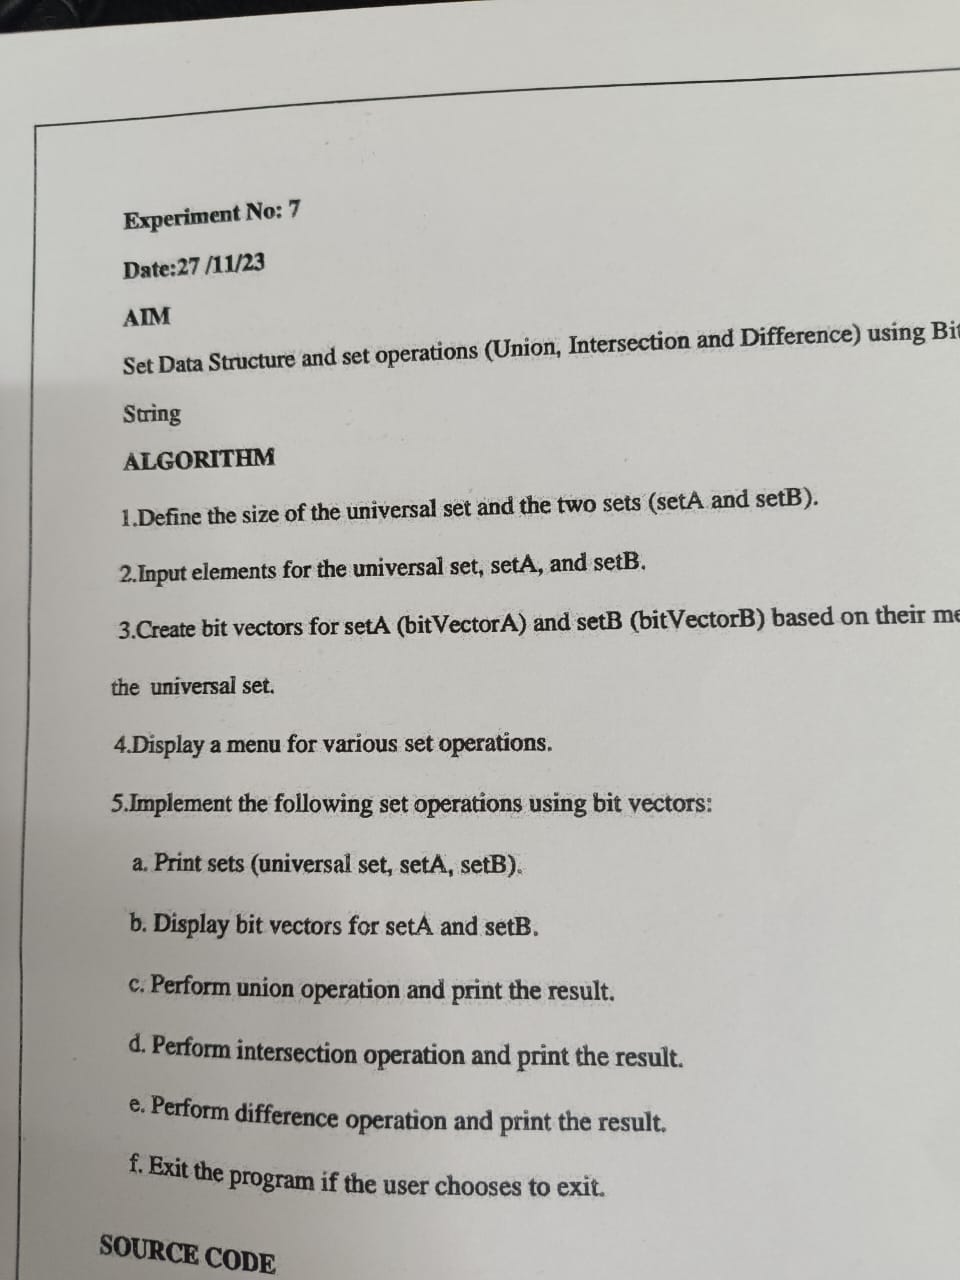 Experiment No: 7
Date:27 /11/23
AIM
Set Data Structure and set operations (Union, Intersection and Difference) using Bit
String
ALGORITHM
1.Define the size of the universal set and the two sets (setA and setB).
2.Input elements for the universal set, setA, and setB.
3.Create bit vectors for setA (bitVectorA) and setB (bitVectorB) based on their
the universal set.
4.Display a menu for various set operations.
5.Implement the following set operations using bit vectors:
a. Print sets (universal set, setA, setB).
b. Display bit vectors for setA and setB.
c. Perform union operation and print the result.
d. Perform intersection operation and print the result.
e. Perform difference operation and print the result.
f. Exit the program if the user chooses to exit.
SOURCE CODE